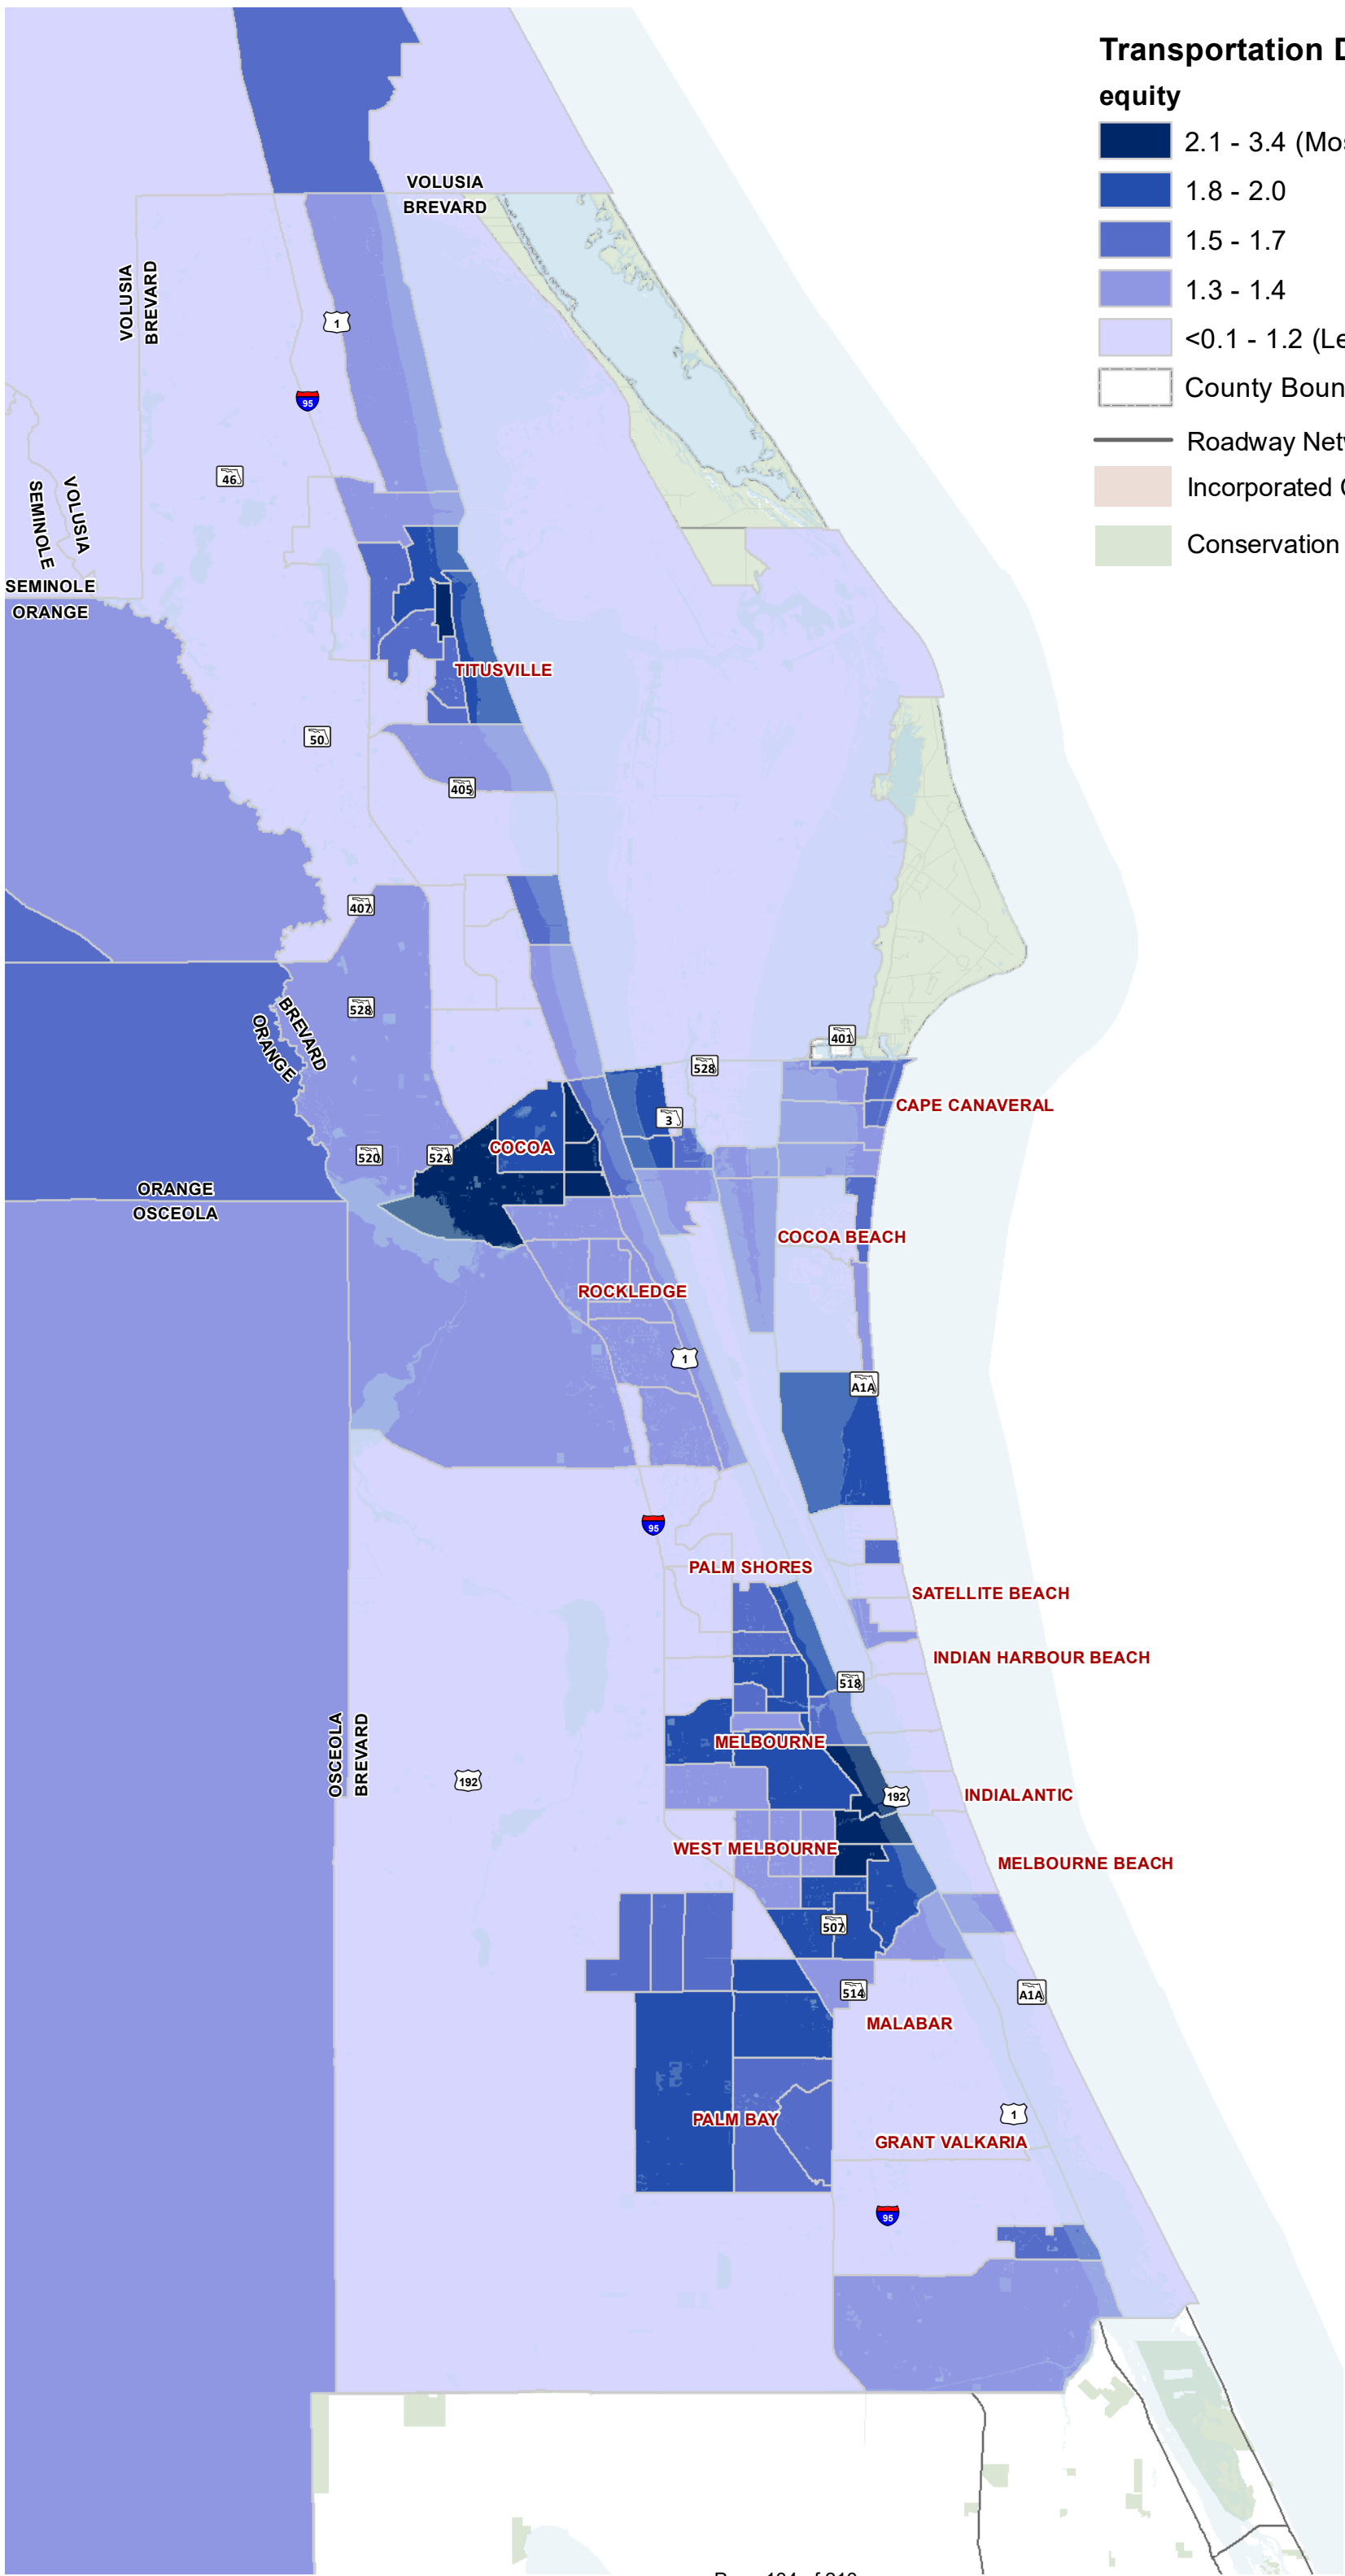 Transportation D
equity
2.1 - 3.4 (Mos
1.8 - 2.0
1.5 - 1.7
1.3 - 1.4
<0.1 - 1.2 (Le
County Boun
Roadway Net
Incorporated C
Conservation
VOLUSIA
BREVARD
VOLUSIA
BREVARD
1
95
46
VOLUSIA
SEMINOLE
SEMINOLE
ORANGE
TITUSVILLE
50
405
407
528
BREVARD
ORANGE
401
528
3
CAPE CANAVERAL
COCOA
520
524
ORANGE
OSCEOLA
COCOA BEACH
ROCKLEDGE
1
A1A
95
PALM SHORES
SATELLITE BEACH
INDIAN HARBOUR BEACH
518
OSCEOLA
BREVARD
MELBOURNE
192
192
INDIALANTIC
WEST MELBOURNE
MELBOURNE BEACH
507
514
A1A
MALABAR
PALM BAY
1
GRANT VALKARIA
95